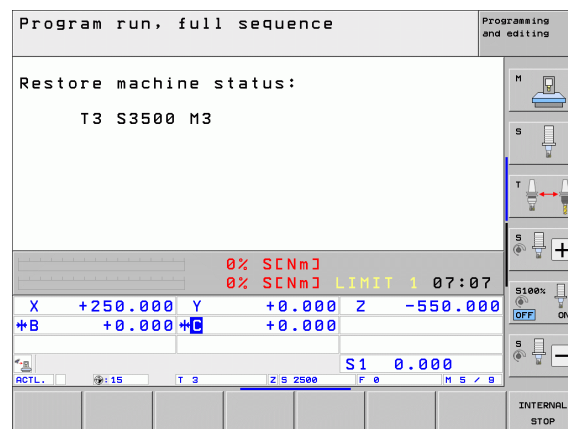 Program run, full sequence
Programming
and editing
Restore machine status:
T3 S3500 M3
0% S[Nm]
0% S[Nm] LIMIT 1 07:07
X +250.000 Y +0.000 Z -550.000
B +0.000 C +0.000
S1 0.000
ACTL. :15 T 3 Z S 2500 F 0 M 5 / 9
M
S
T
S
+
S100%
OFF ON
S
-
INTERNAL
STOP